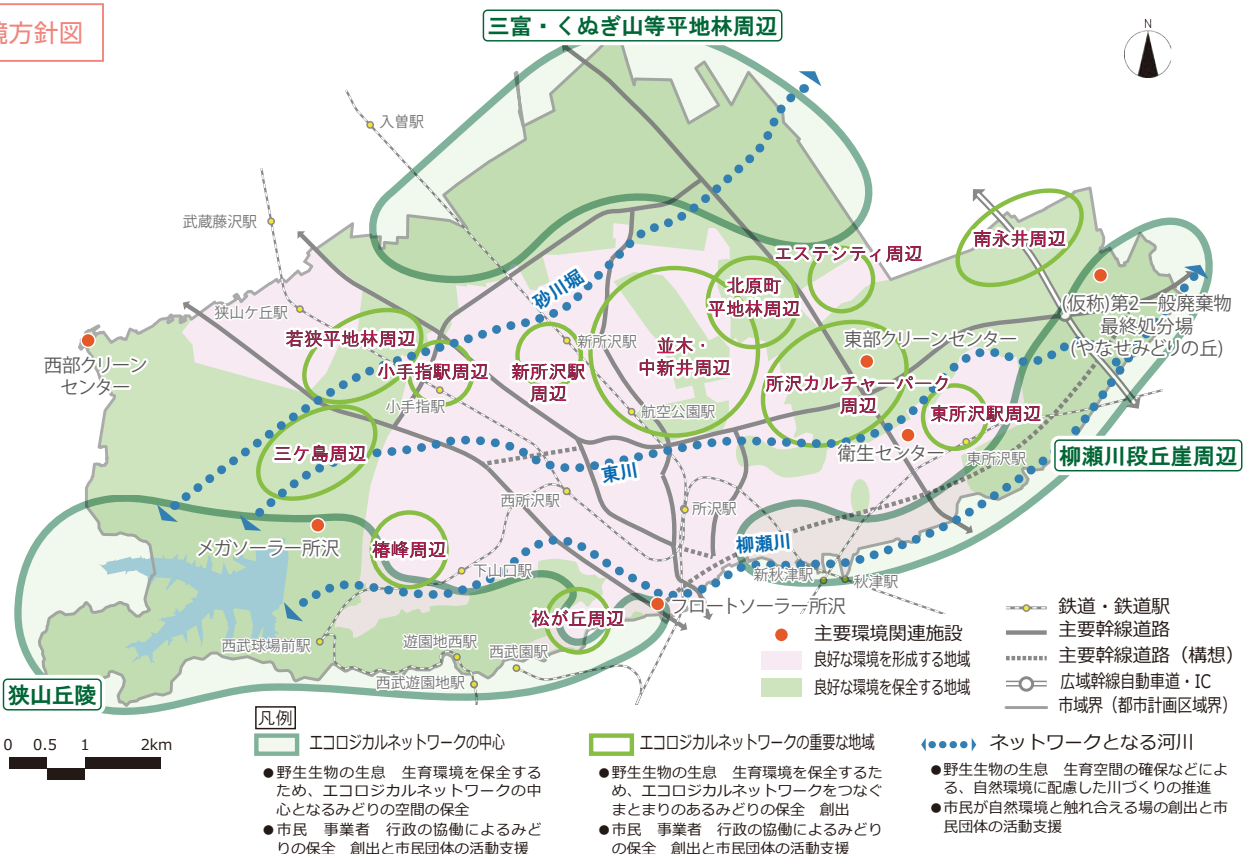 境方針図
三富・くぬぎ山等平地林周辺
N
入曽駅
武蔵藤沢駅
南永井周辺
エステシティ周辺
北原町
平地林周辺
砂川堀
狭山ケ丘駅
(仮称)第2一般廃棄物
最終処分場
(やなせみどりの丘)
若狭平地林周辺
新所沢駅
東部クリーンセンター
並木・
中新井周辺
西部クリーン
センター
小手指駅周辺
新所沢駅
周辺
所沢カルチャーパーク
周辺
小手指駅
航空公園駅
東所沢駅周辺
三ケ島周辺
衛生センター
東所沢駅
柳瀬川段丘崖周辺
東川
西所沢駅
所沢駅
メガソーラー所沢
椿峰周辺
柳瀬川
下山口駅
新秋津駅
秋津駅
フロートソーラー所沢
松が丘周辺
西武球場前駅
遊園地西駅
西武園駅
西武遊園地駅
狭山丘陵
主要環境関連施設
良好な環境を形成する地域
良好な環境を保全する地域
鉄道・鉄道駅
主要幹線道路
主要幹線道路（構想）
広域幹線自動車道・IC
市域界（都市計画区域界）
0 0.5 1 2km
凡例
エコロジカルネットワークの中心
●野生生物の生息　生育環境を保全する
ため、エコロジカルネットワークの中
心となるみどりの空間の保全
●市民　事業者　行政の協働によるみど
りの保全　創出と市民団体の活動支援
エコロジカルネットワークの重要な地域
●野生生物の生息　生育環境を保全するた
め、エコロジカルネットワークをつなぐ
まとまりのあるみどりの保全　創出
●市民　事業者　行政の協働によるみどり
の保全　創出と市民団体の活動支援
ネットワークとなる河川
●野生生物の生息　生育空間の確保などによ
る、自然環境に配慮した川づくりの推進
●市民が自然環境と触れ合える場の創出と市
民団体の活動支援